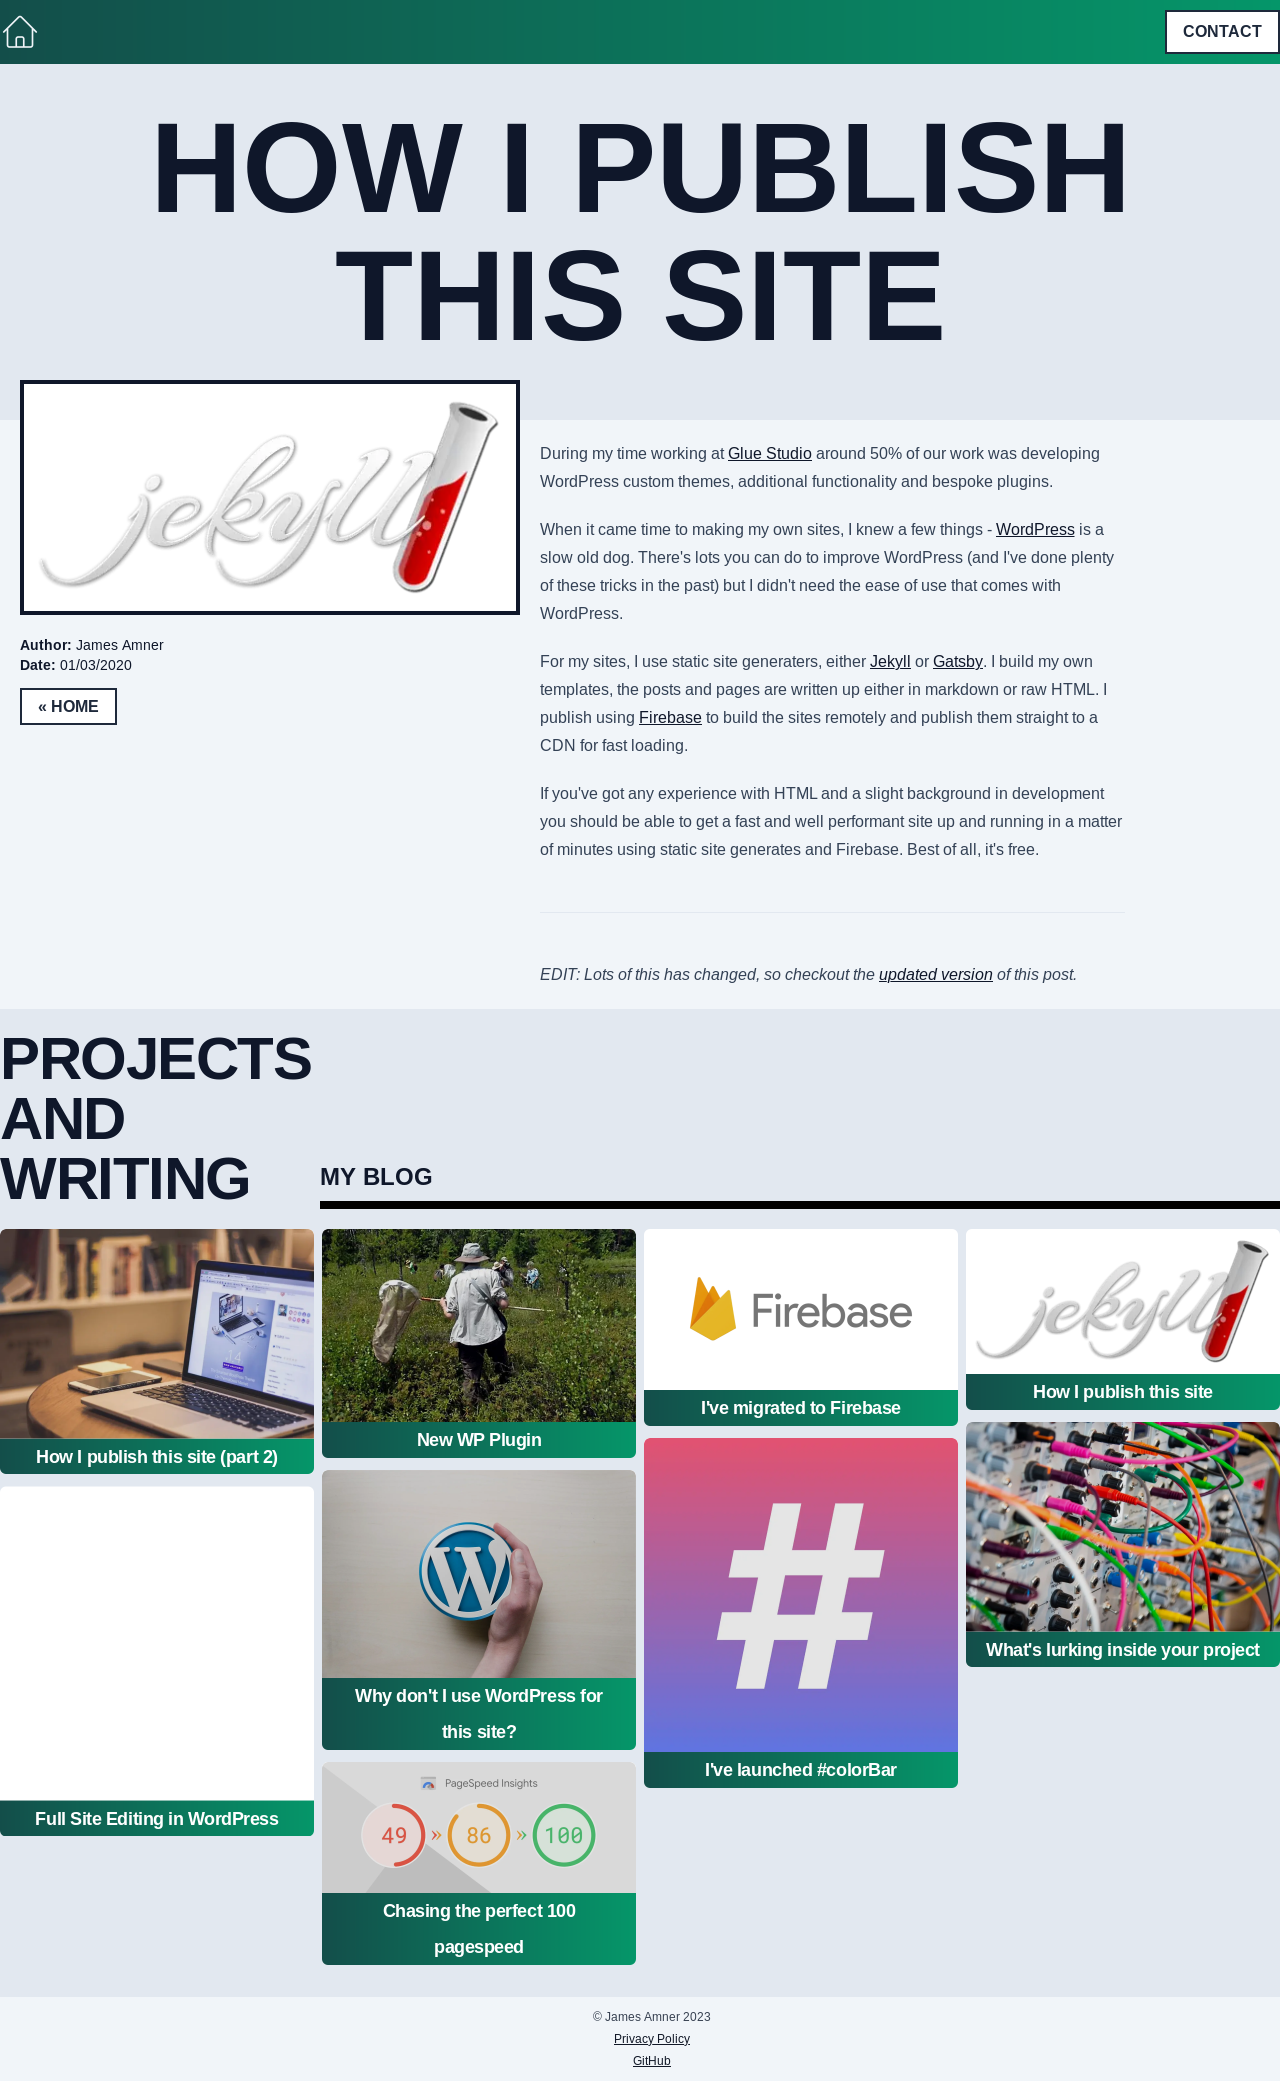 CONTACT
HOW I PUBLISH
THIS SITE
jekyll
Author: James Amner
Date: 01/03/2020
« HOME
During my time working at Glue Studio around 50% of our work was developing
WordPress custom themes, additional functionality and bespoke plugins.
When it came time to making my own sites, I knew a few things - WordPress is a
slow old dog. There's lots you can do to improve WordPress (and I've done plenty
of these tricks in the past) but I didn't need the ease of use that comes with
WordPress.
For my sites, I use static site generaters, either Jekyll or Gatsby. I build my own
templates, the posts and pages are written up either in markdown or raw HTML. I
publish using Firebase to build the sites remotely and publish them straight to a
CDN for fast loading.
If you've got any experience with HTML and a slight background in development
you should be able to get a fast and well performant site up and running in a matter
of minutes using static site generates and Firebase. Best of all, it's free.
EDIT: Lots of this has changed, so checkout the updated version of this post.
PROJECTS
AND
WRITING
MY BLOG
How I publish this site (part 2)
Full Site Editing in WordPress
New WP Plugin
W
Why don't I use WordPress for
this site?
PageSpeed Insights
49 » 86 » 100
Chasing the perfect 100
pagespeed
Firebase
I've migrated to Firebase
#
I've launched #colorBar
jekyll
How I publish this site
What's lurking inside your project
© James Amner 2023
Privacy Policy
GitHub